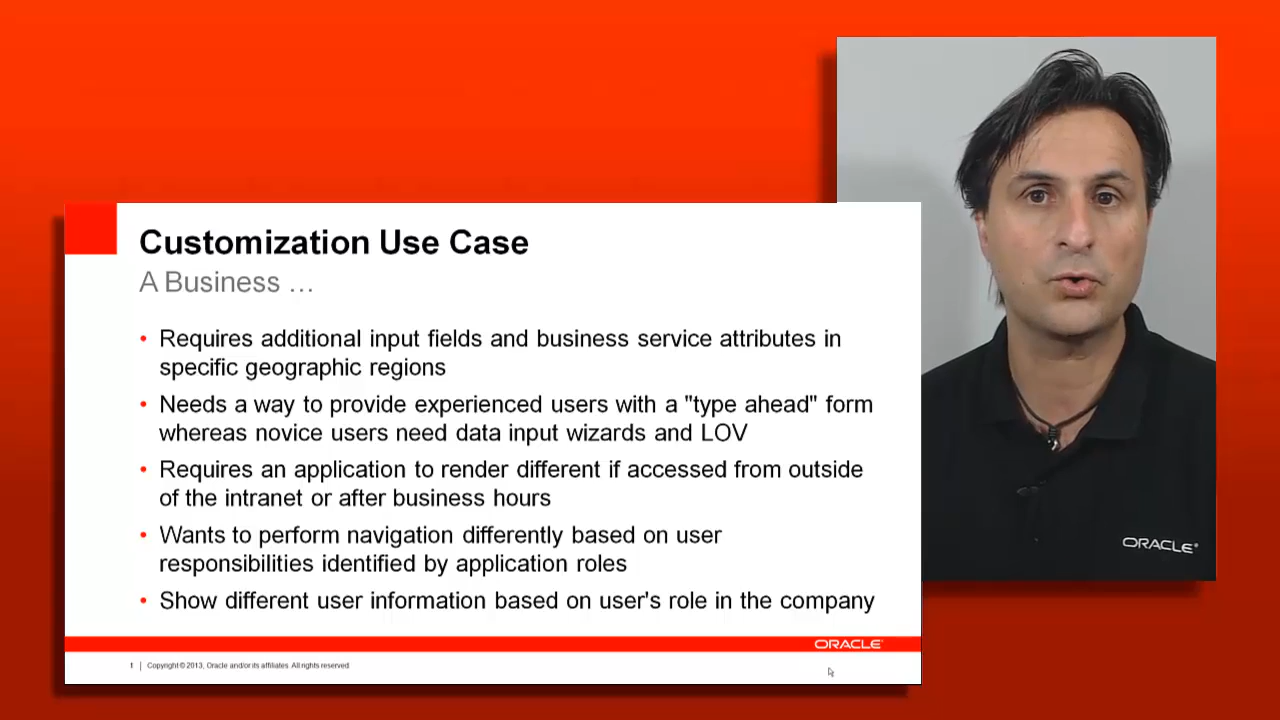 Customization Use Case
A Business …
• Requires additional input fields and business service attributes in
specific geographic regions
• Needs a way to provide experienced users with a "type ahead" form
whereas novice users need data input wizards and LOV
• Requires an application to render different if accessed from outside
of the intranet or after business hours
• Wants to perform navigation differently based on user
responsibilities identified by application roles
• Show different user information based on user's role in the company
ORACLE®
1 | Copyright © 2013, Oracle and/or its affiliates. All rights reserved.
ORACLE®